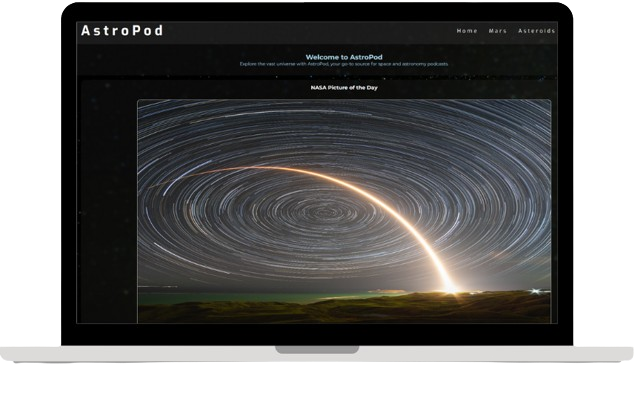 AstroPod
Home Mars Asteroids
Welcome to AstroPod
Explore the vast universe with AstroPod, your go-to source for space and astronomy podcasts.
NASA Picture of the Day